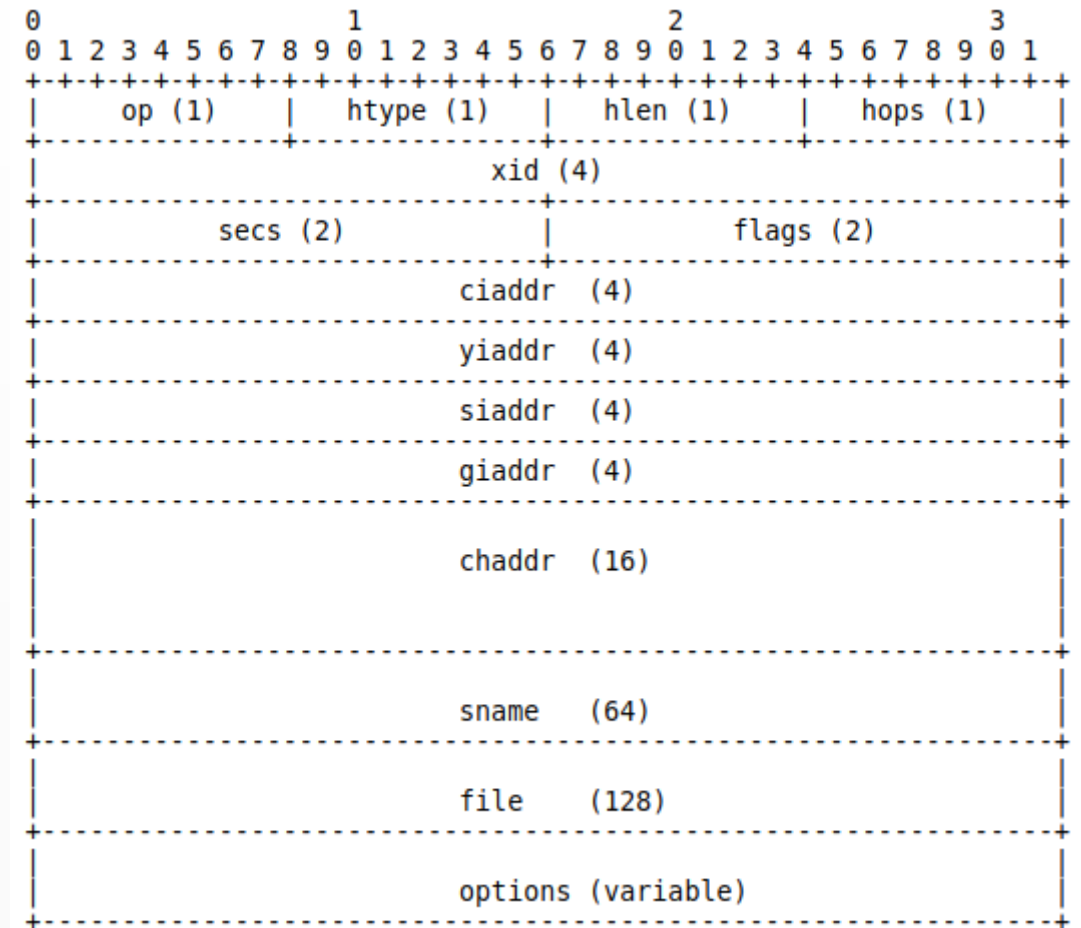 0                   1                   2                   3
0 1 2 3 4 5 6 7 8 9 0 1 2 3 4 5 6 7 8 9 0 1 2 3 4 5 6 7 8 9 0 1
+-+-+-+-+-+-+-+-+-+-+-+-+-+-+-+-+-+-+-+-+-+-+-+-+-+-+-+-+-+-+-+-+
|     op (1)    |   htype (1)   |   hlen (1)    |   hops (1)    |
+---------------+---------------+---------------+---------------+
|                            xid (4)                            |
+-------------------------------+-------------------------------+
|           secs (2)            |           flags (2)           |
+-------------------------------+-------------------------------+
|                          ciaddr  (4)                          |
+---------------------------------------------------------------+
|                          yiaddr  (4)                          |
+---------------------------------------------------------------+
|                          siaddr  (4)                          |
+---------------------------------------------------------------+
|                          giaddr  (4)                          |
+---------------------------------------------------------------+
|                                                               |
|                          chaddr  (16)                         |
|                                                               |
|                                                               |
+---------------------------------------------------------------+
|                                                               |
|                          sname   (64)                         |
+---------------------------------------------------------------+
|                                                               |
|                          file    (128)                        |
+---------------------------------------------------------------+
|                                                               |
|                          options (variable)                   |
+---------------------------------------------------------------+